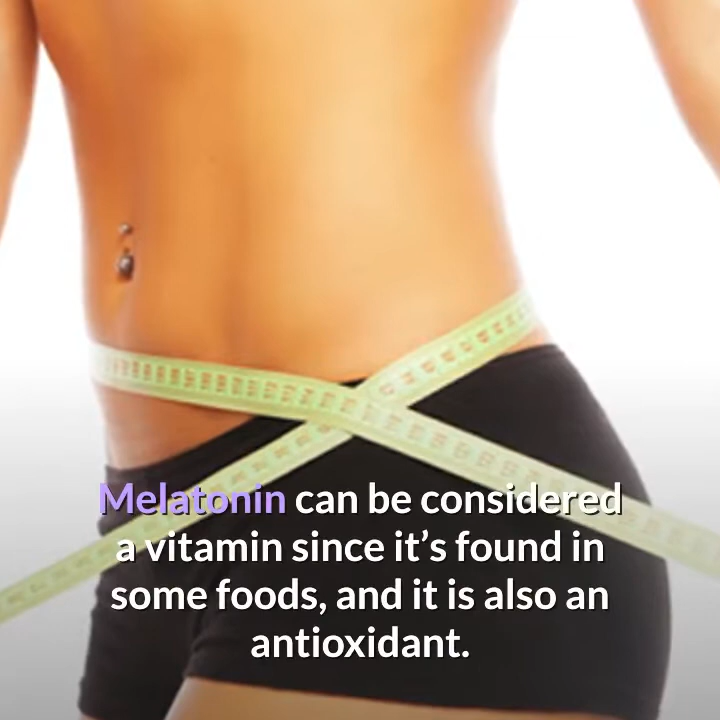 Melatonin can be considered
a vitamin since it’s found in
some foods, and it is also an
antioxidant.